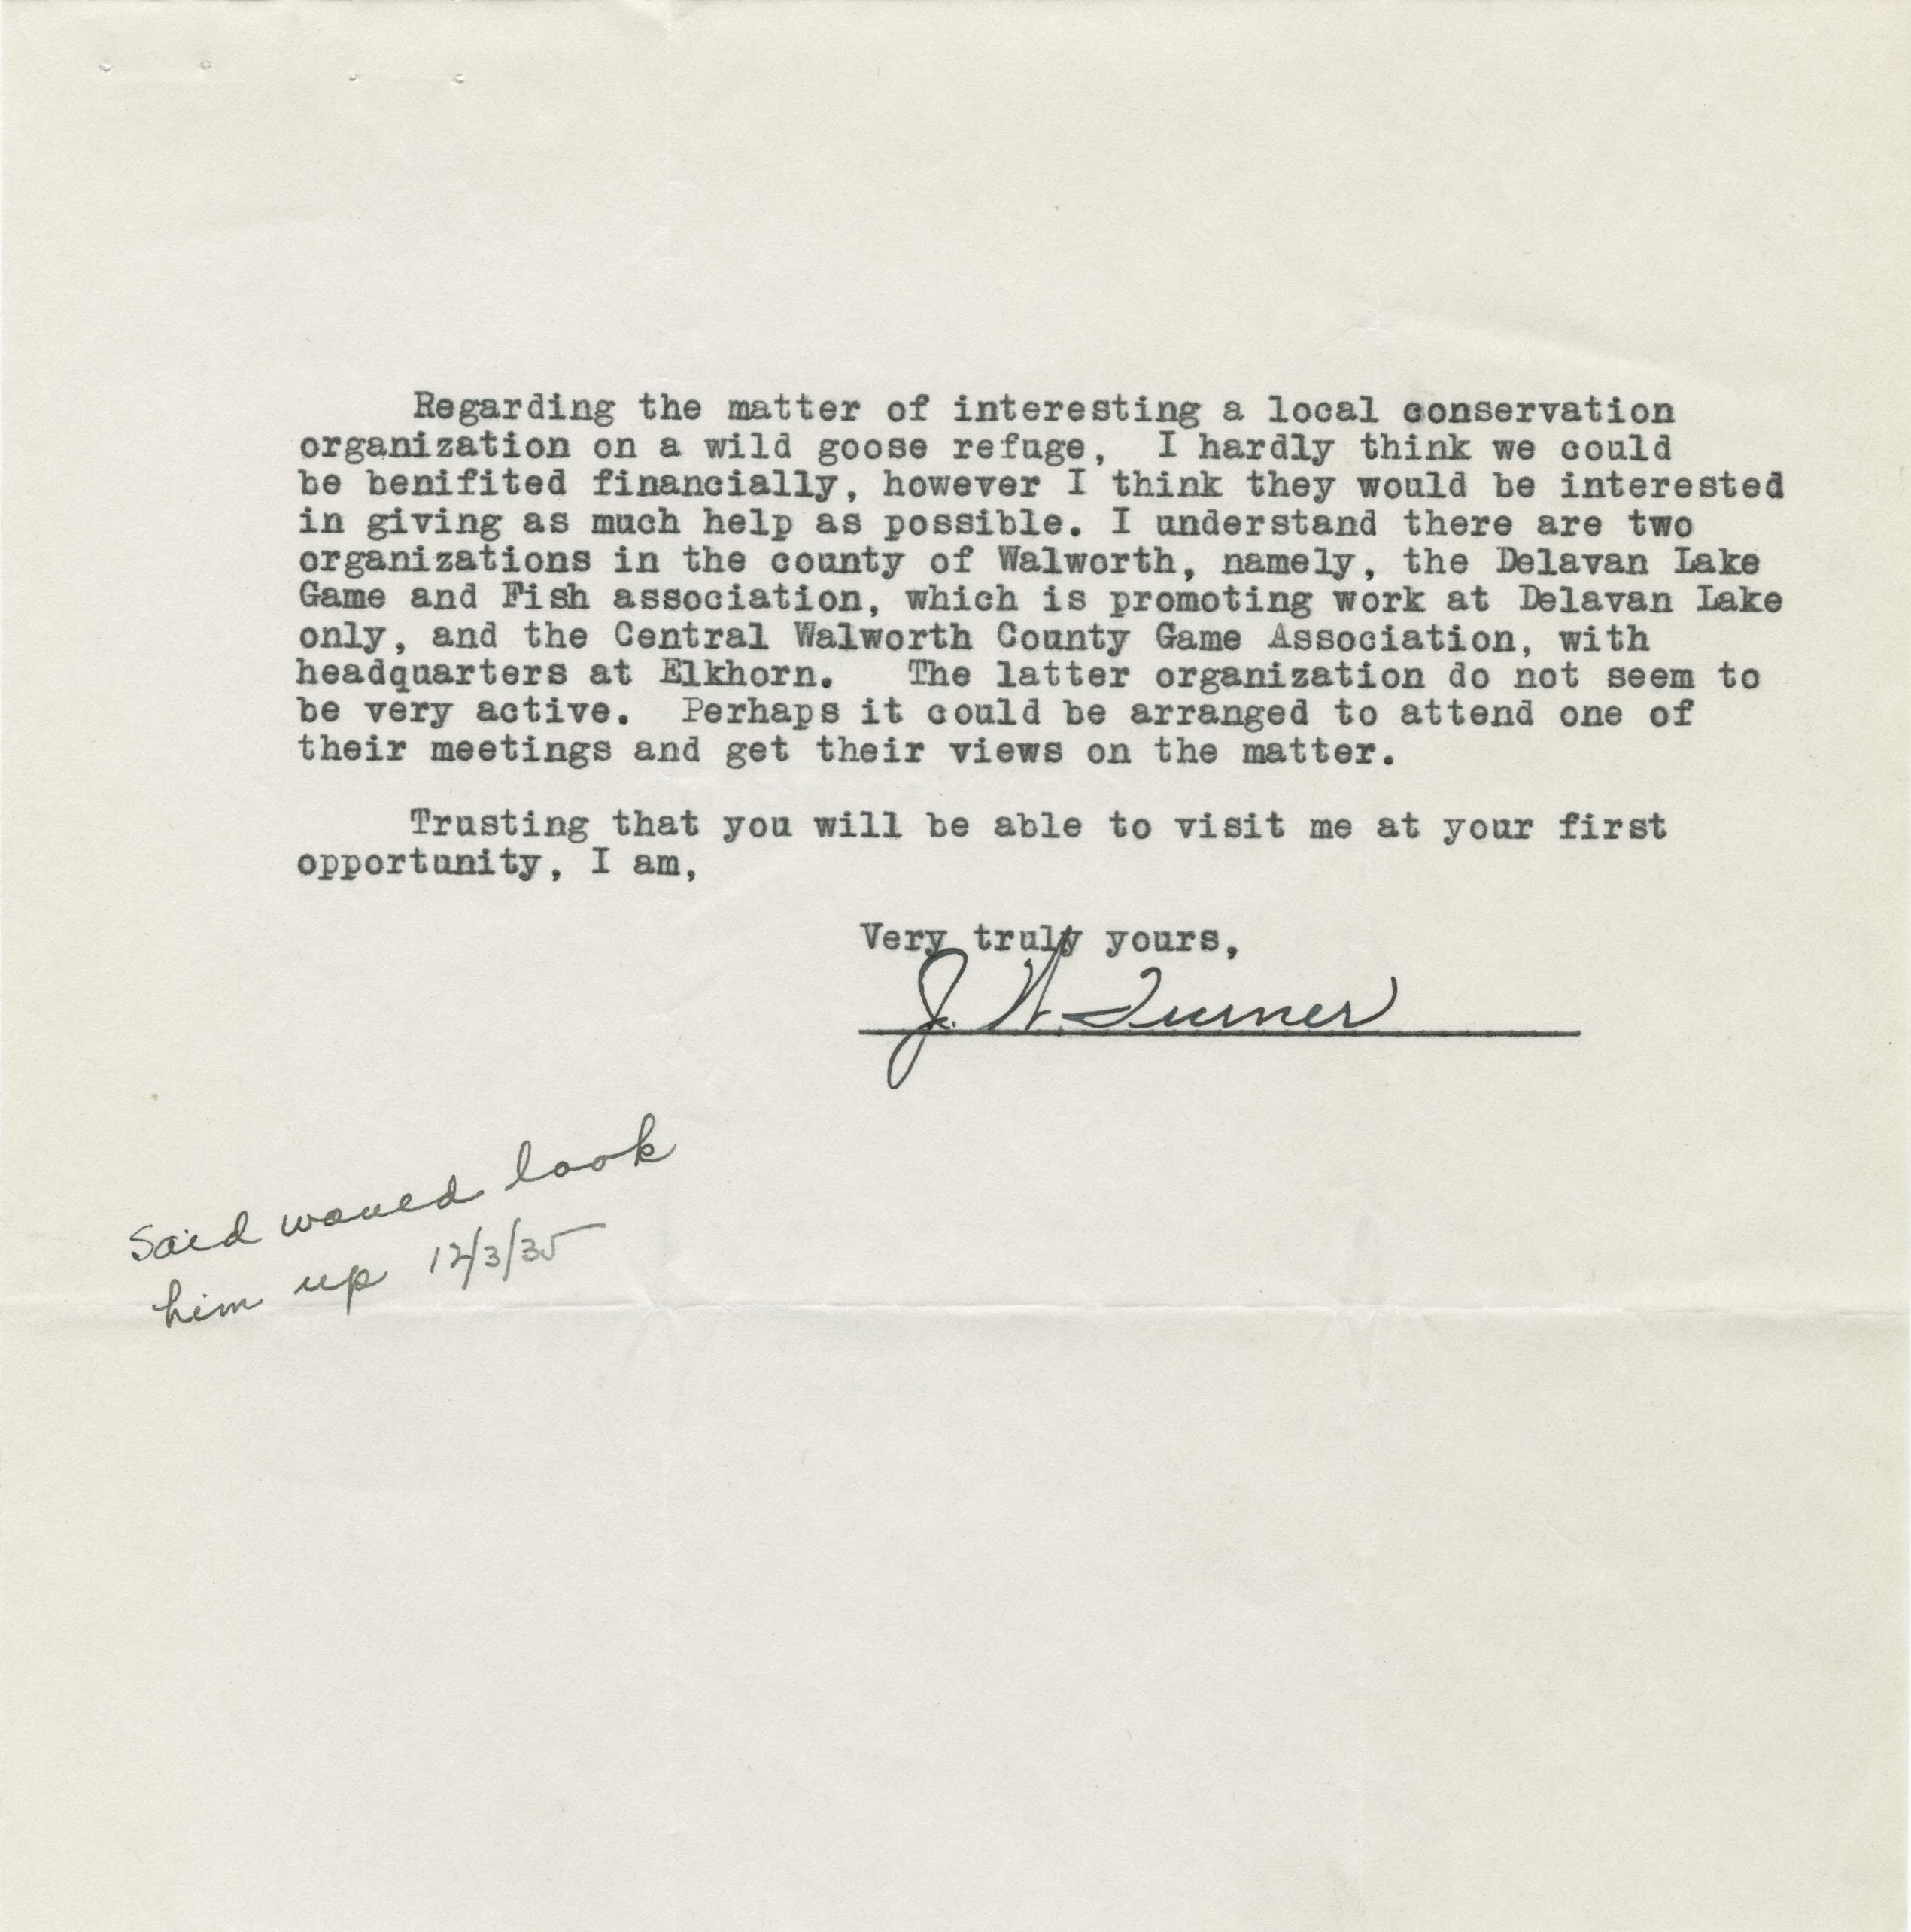 Regarding the matter of interesting a local conservation
organization on a wild goose refuge, I hardly think we could
be benifited financially, however I think they would be interested
in giving as much help as possible. I understand there are two
organizations in the county of Walworth, namely, the Delavan Lake
Game and Fish association, which is promoting work at Delavan Lake
only, and the Central Walworth County Game Association, with
headquarters at Elkhorn. The latter organization do not seem to
be very active. Perhaps it could be arranged to attend one of
their meetings and get their views on the matter.
Trusting that you will be able to visit me at your first
opportunity, I am,
Very truly yours,
J. W. Turner
Said would look
him up 12/3/35